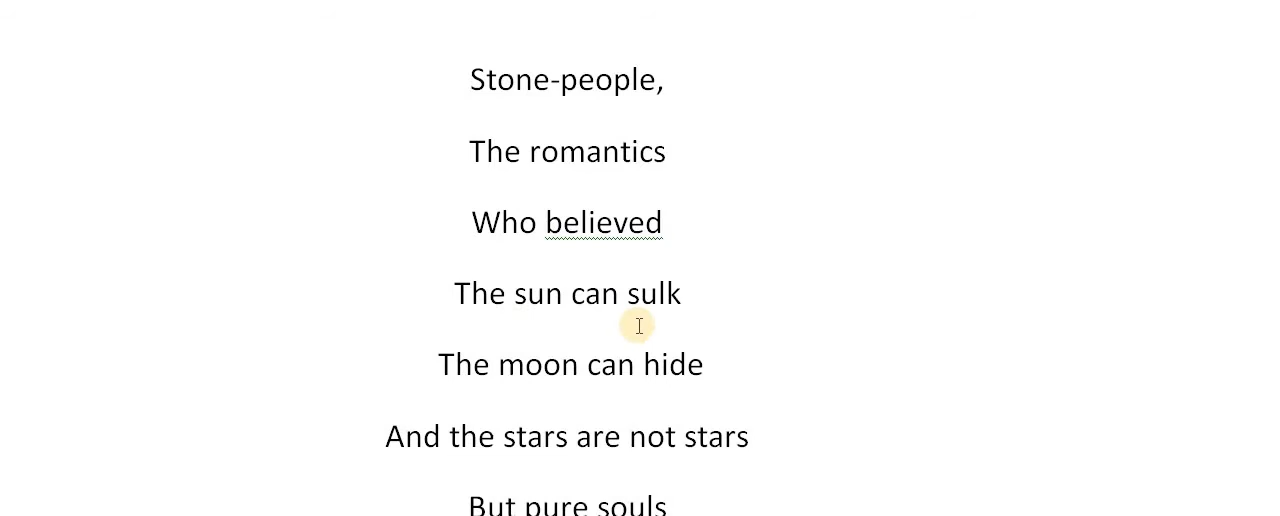 Stone-people,
The romantics
Who believed
The sun can sulk
The moon can hide
And the stars are not stars
But pure souls